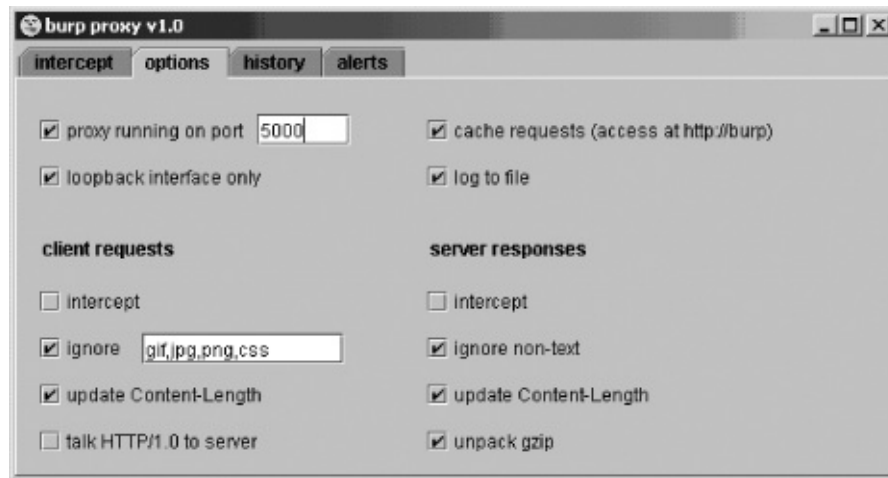 burp proxy v1.0
intercept options history alerts
proxy running on port 5000 cache requests (access at http://burp)
loopback interface only log to file
client requests server responses
intercept intercept
ignore gif,jpg,png,css ignore non-text
update Content-Length update Content-Length
talk HTTP/1.0 to server unpack gzip